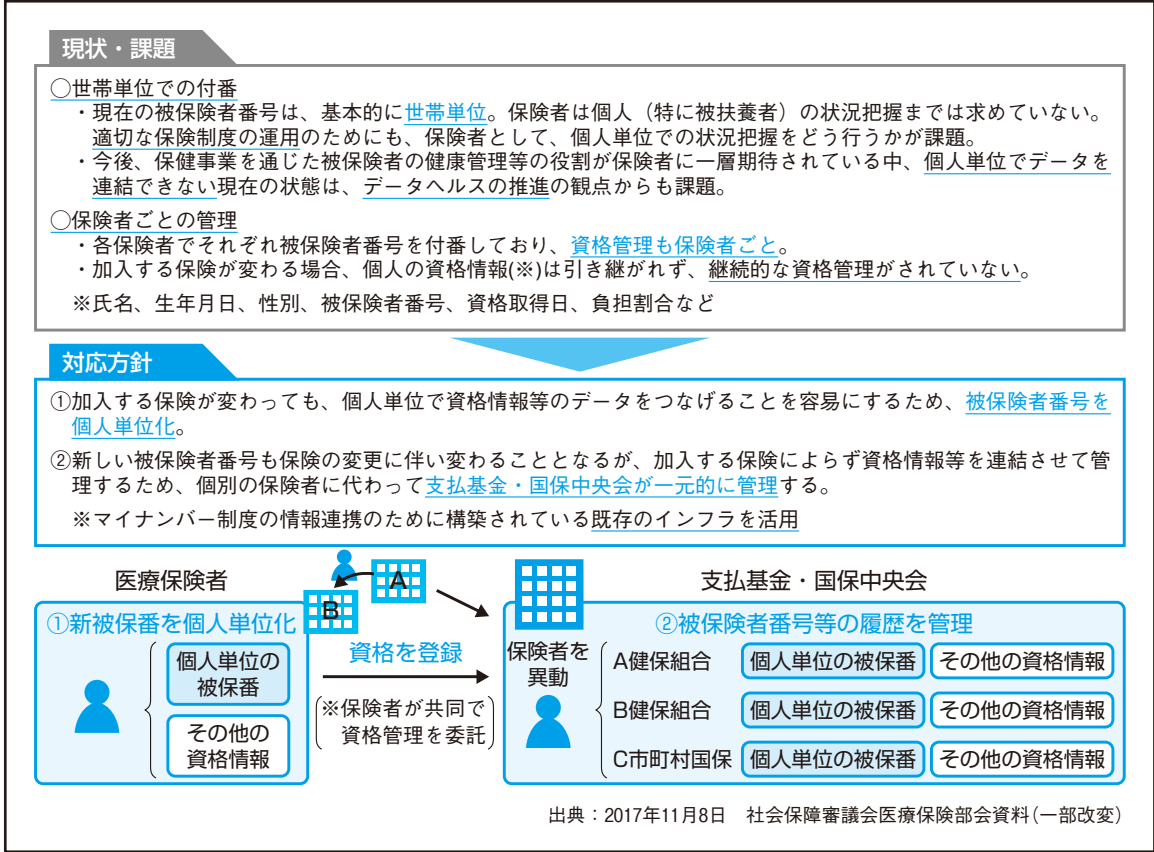 現状・課題
○世帯単位での付番
・現在の被保険者番号は、基本的に世帯単位。保険者は個人（特に被扶養者）の状況把握までは求めていない。
適切な保険制度の運用のためにも、保険者として、個人単位での状況把握をどう行うかが課題。
・今後、保健事業を通じた被保険者の健康管理等の役割が保険者に一層期待されている中、個人単位でデータを
連結できない現在の状態は、データヘルスの推進の観点からも課題。
○保険者ごとの管理
・各保険者でそれぞれ被保険者番号を付番しており、資格管理も保険者ごと。
・加入する保険が変わる場合、個人の資格情報(※)は引き継がれず、継続的な資格管理がされていない。
※氏名、生年月日、性別、被保険者番号、資格取得日、負担割合など
対応方針
①加入する保険が変わっても、個人単位で資格情報等のデータをつなげることを容易にするため、被保険者番号を
個人単位化。
②新しい被保険者番号も保険の変更に伴い変わることとなるが、加入する保険によらず資格情報等を連結させて管
理するため、個別の保険者に代わって支払基金・国保中央会が一元的に管理する。
※マイナンバー制度の情報連携のために構築されている既存のインフラを活用
医療保険者
A
B
①新被保番を個人単位化
個人単位の
被保番
その他の
資格情報
資格を登録
※保険者が共同で
資格管理を委託
支払基金・国保中央会
②被保険者番号等の履歴を管理
保険者を
異動
A健保組合 個人単位の被保番 その他の資格情報
B健保組合 個人単位の被保番 その他の資格情報
C市町村国保 個人単位の被保番 その他の資格情報
出典：2017年11月8日　社会保障審議会医療保険部会資料(一部改変)